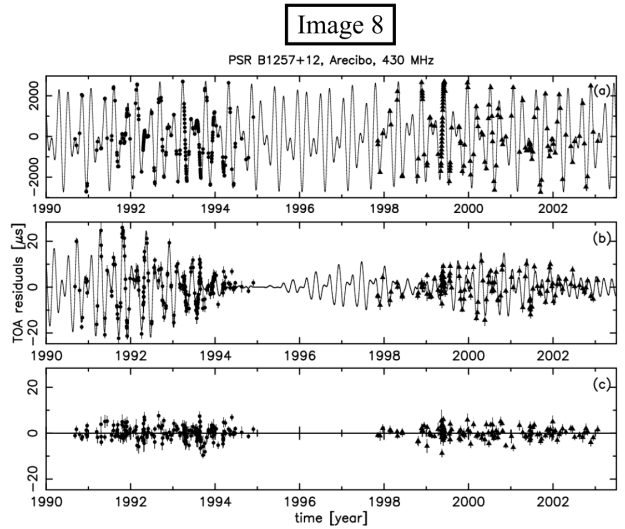 Image 8
PSR B1257+12, Arecibo, 430 MHz
(a)
2000
0
−2000
1990 1992 1994 1996 1998 2000 2002
(b)
20
0
−20
1990 1992 1994 1996 1998 2000 2002
TOA residuals [μs]
(c)
20
0
−20
1990 1992 1994 1996 1998 2000 2002
time [year]